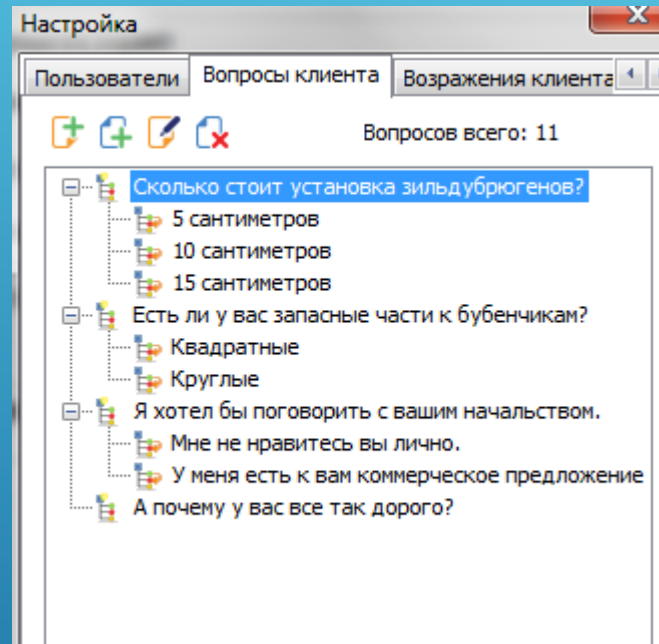 Настройка
Пользователи Вопросы клиента Возражения клиента
Вопросов всего: 11
Сколько стоит установка зильдубрюгенов?
5 сантиметров
10 сантиметров
15 сантиметров
Есть ли у вас запасные части к бубенчикам?
Квадратные
Круглые
Я хотел бы поговорить с вашим начальством.
Мне не нравитесь вы лично.
У меня есть к вам коммерческое предложение
А почему у вас все так дорого?